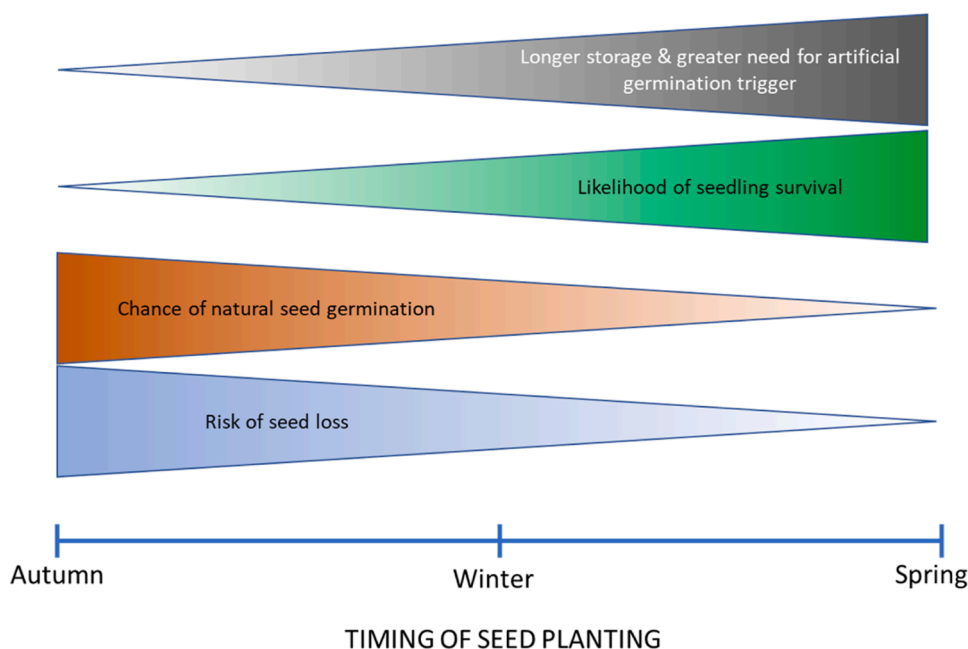 Longer storage & greater need for artificial
germination trigger
Likelihood of seedling survival
Chance of natural seed germination
Risk of seed loss
Autumn
Winter
Spring
TIMING OF SEED PLANTING